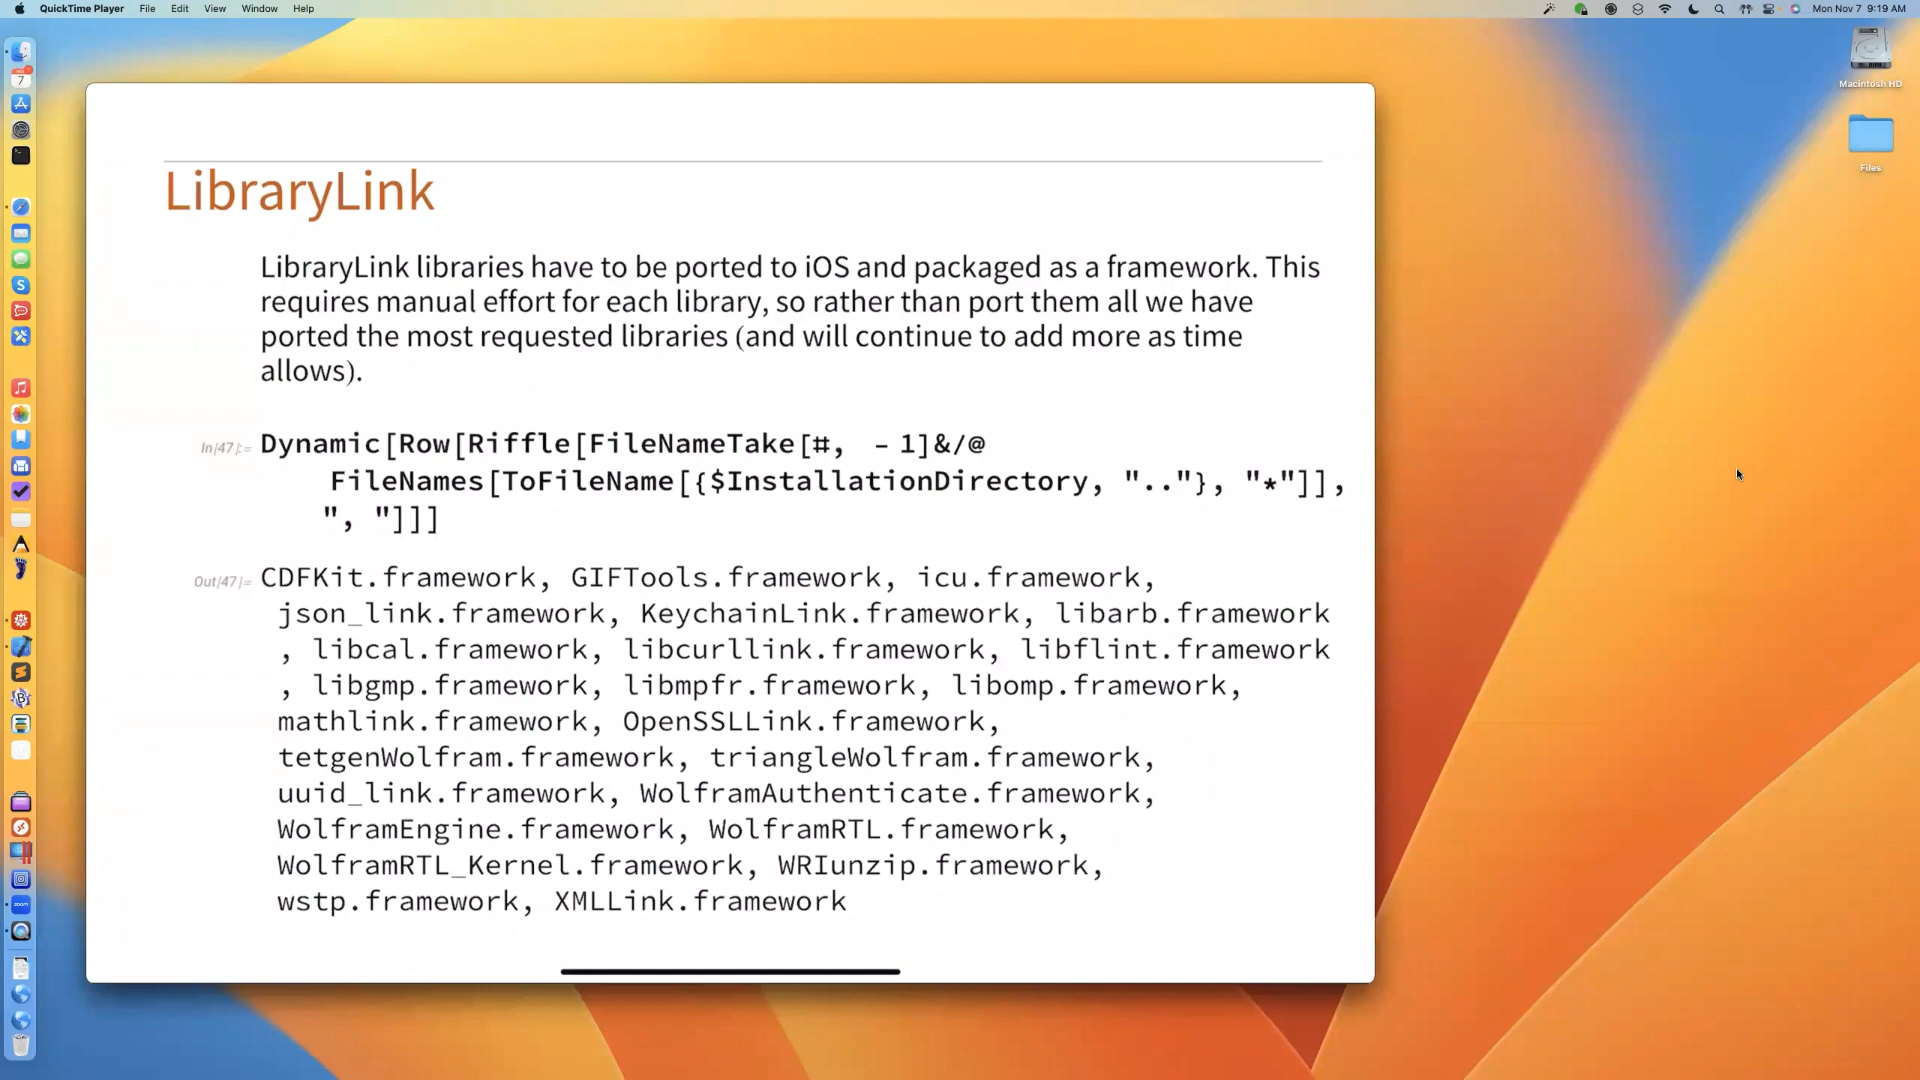 QuickTime Player File Edit View Window Help Mon Nov 7 9:19 AM
Macintosh HD
Files
7
zoom
LibraryLink
LibraryLink libraries have to be ported to iOS and packaged as a framework. This
requires manual effort for each library, so rather than port them all we have
ported the most requested libraries (and will continue to add more as time
allows).
In[47]:= Dynamic[Row[Riffle[FileNameTake[#, - 1]&/@
FileNames[ToFileName[{$InstallationDirectory, ".."}, "*"]],
", "]]]
Out[47]= CDFKit.framework, GIFTools.framework, icu.framework,
json_link.framework, KeychainLink.framework, libarb.framework
, libcal.framework, libcurllink.framework, libflint.framework
, libgmp.framework, libmpfr.framework, libomp.framework,
mathlink.framework, OpenSSLLink.framework,
tetgenWolfram.framework, triangleWolfram.framework,
uuid_link.framework, WolframAuthenticate.framework,
WolframEngine.framework, WolframRTL.framework,
WolframRTL_Kernel.framework, WRIunzip.framework,
wstp.framework, XMLLink.framework